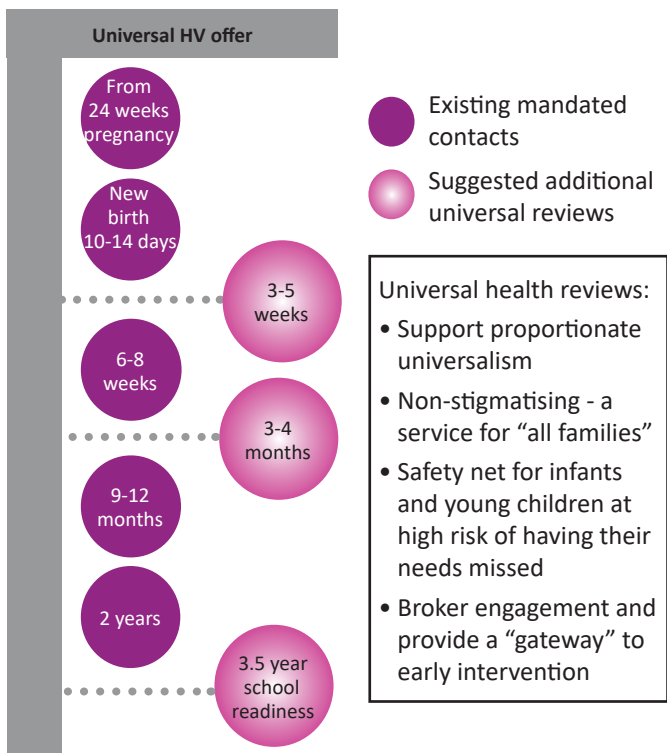 Universal HV offer
From
24 weeks
pregnancy
New
birth
10-14 days
3-5
weeks
6-8
weeks
3-4
months
9-12
months
2 years
3.5 year
school
readiness
Existing mandated
contacts
Suggested additional
universal reviews
Universal health reviews:
• Support proportionate
universalism
• Non-stigmatising - a
service for “all families”
• Safety net for infants
and young children at
high risk of having their
needs missed
• Broker engagement and
provide a “gateway” to
early intervention